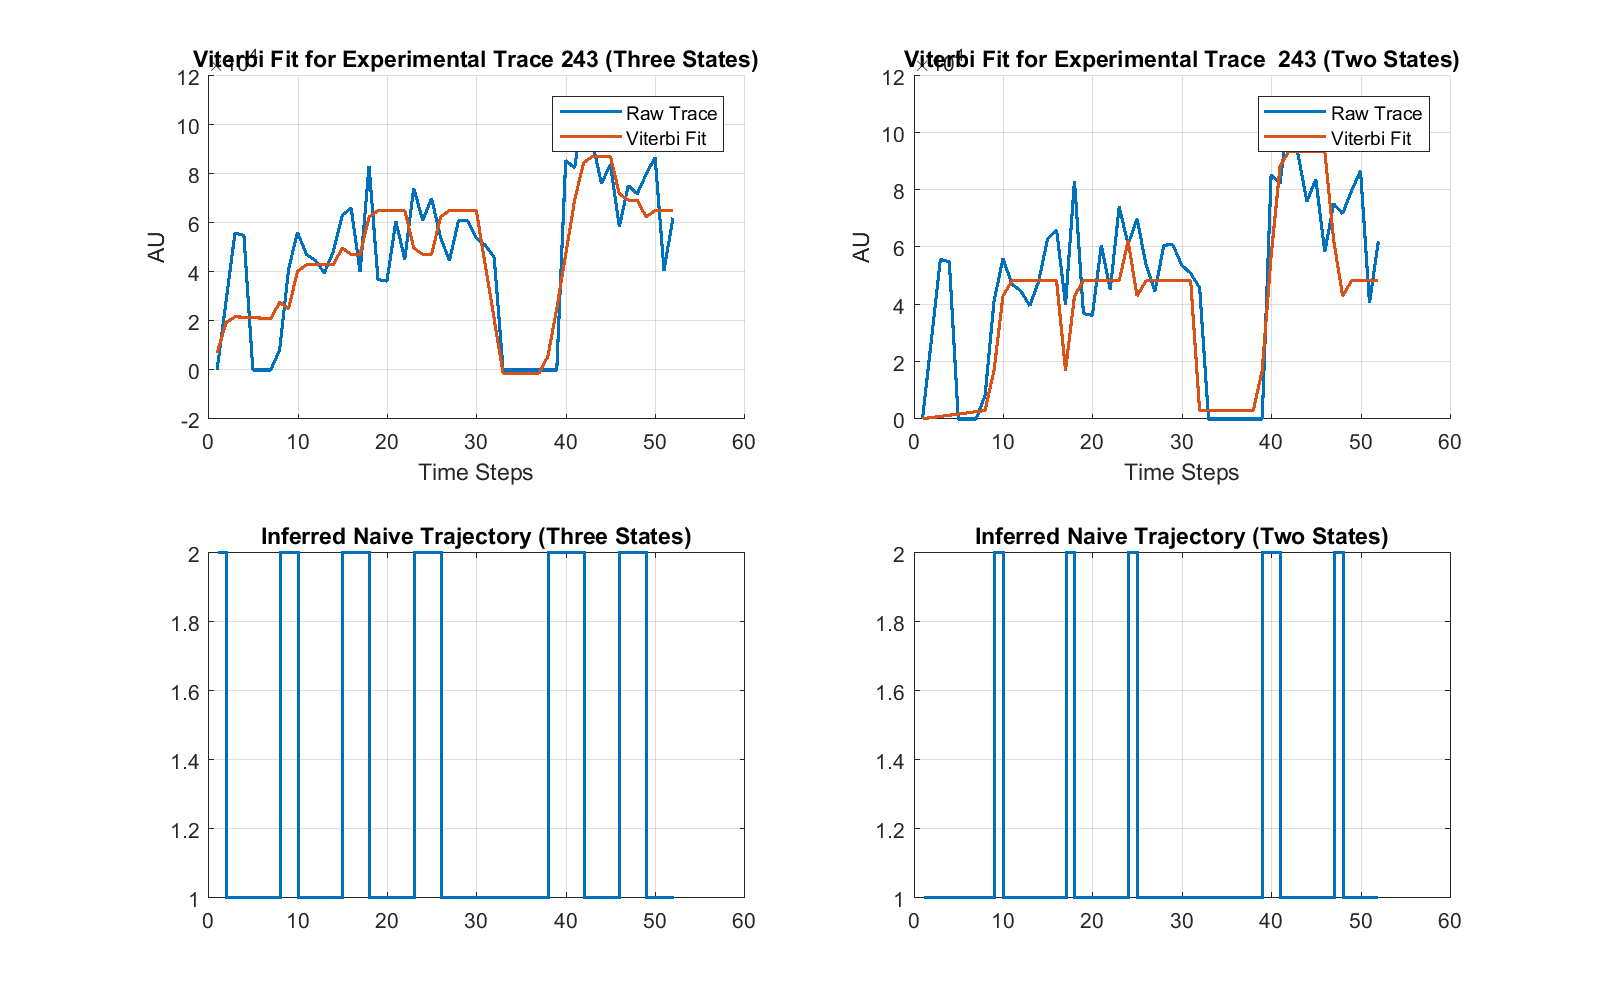 Viterbi Fit for Experimental Trace 243 (Three States)
12
10
8
6
4
2
0
-2
AU
Raw Trace
Viterbi Fit
0 10 20 30 40 50 60
Time Steps
Viterbi Fit for Experimental Trace  243 (Two States)
12
10
8
6
4
2
0
AU
Raw Trace
Viterbi Fit
0 10 20 30 40 50 60
Time Steps
Inferred Naive Trajectory (Three States)
2
1.8
1.6
1.4
1.2
1
0 10 20 30 40 50 60
Inferred Naive Trajectory (Two States)
2
1.8
1.6
1.4
1.2
1
0 10 20 30 40 50 60